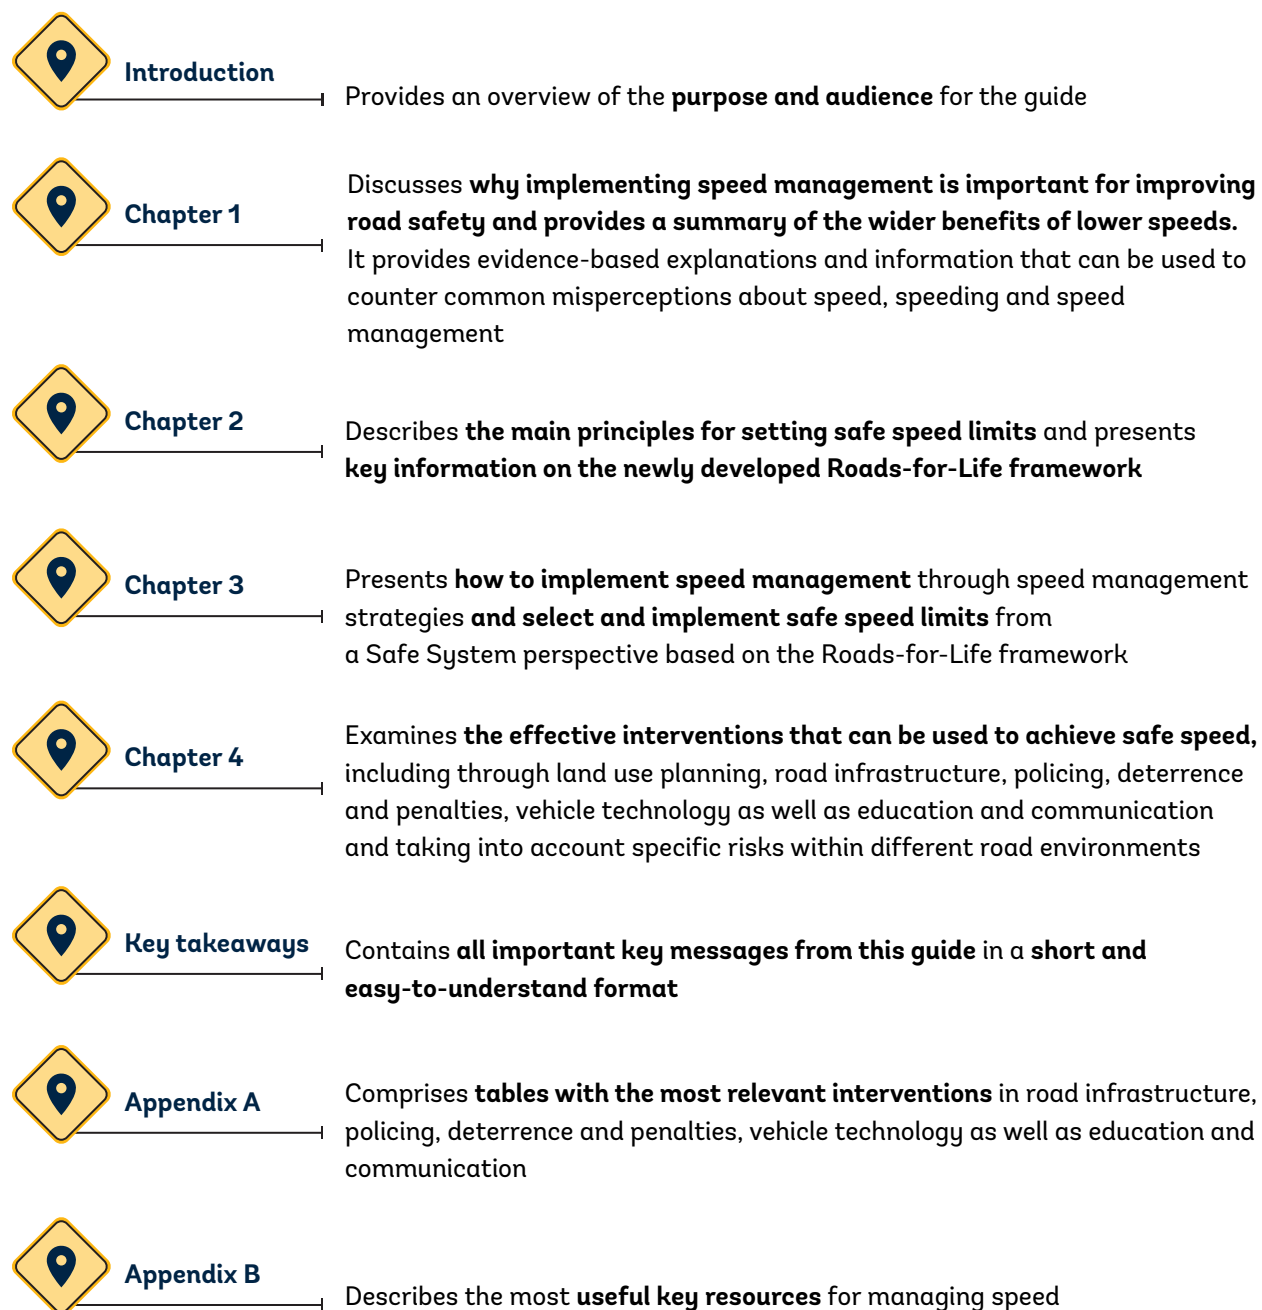 Introduction
Provides an overview of the purpose and audience for the guide
Chapter 1
Discusses why implementing speed management is important for improving
road safety and provides a summary of the wider benefits of lower speeds.
It provides evidence-based explanations and information that can be used to
counter common misperceptions about speed, speeding and speed
management
Chapter 2
Describes the main principles for setting safe speed limits and presents
key information on the newly developed Roads-for-Life framework
Chapter 3
Presents how to implement speed management through speed management
strategies and select and implement safe speed limits from
a Safe System perspective based on the Roads-for-Life framework
Chapter 4
Examines the effective interventions that can be used to achieve safe speed,
including through land use planning, road infrastructure, policing, deterrence
and penalties, vehicle technology as well as education and communication
and taking into account specific risks within different road environments
Key takeaways
Contains all important key messages from this guide in a short and
easy-to-understand format
Appendix A
Comprises tables with the most relevant interventions in road infrastructure,
policing, deterrence and penalties, vehicle technology as well as education and
communication
Appendix B
Describes the most useful key resources for managing speed